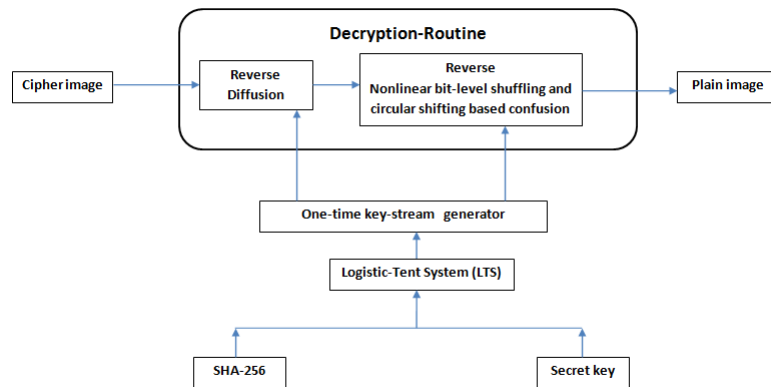 Decryption-Routine
Cipher image
Reverse
Diffusion
Reverse
Nonlinear bit-level shuffling and
circular shifting based confusion
Plain image
One-time key-stream generator
Logistic-Tent System (LTS)
SHA-256
Secret key